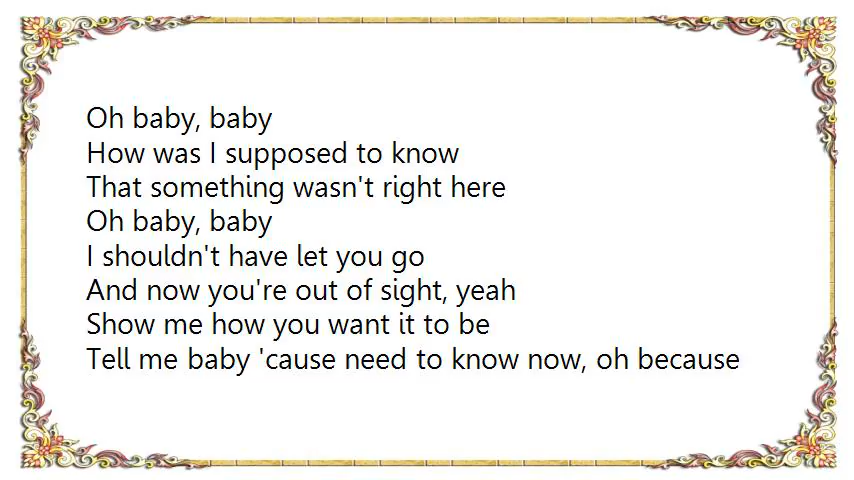 Oh baby, baby
How was I supposed to know
That something wasn't right here
Oh baby, baby
I shouldn't have let you go
And now you're out of sight, yeah
Show me how you want it to be
Tell me baby 'cause need to know now, oh because